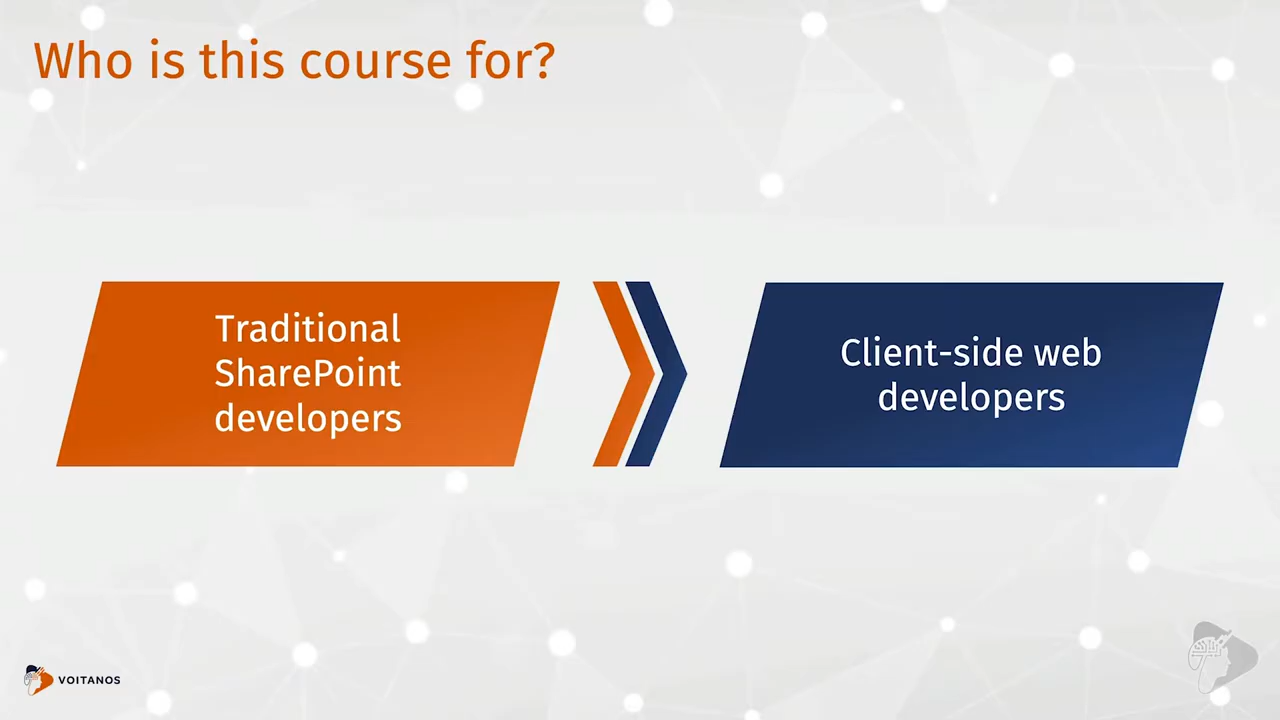 Who is this course for?
Traditional
SharePoint
developers
Client-side web
developers
VOITANOS